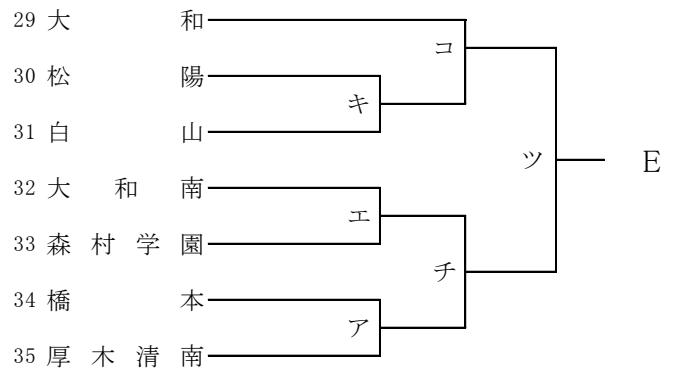 29 大和
コ
30 松陽
キ
31 白山
ツ E
32 大和南
エ
33 森村学園
チ
34 橋本
ア
35 厚木清南